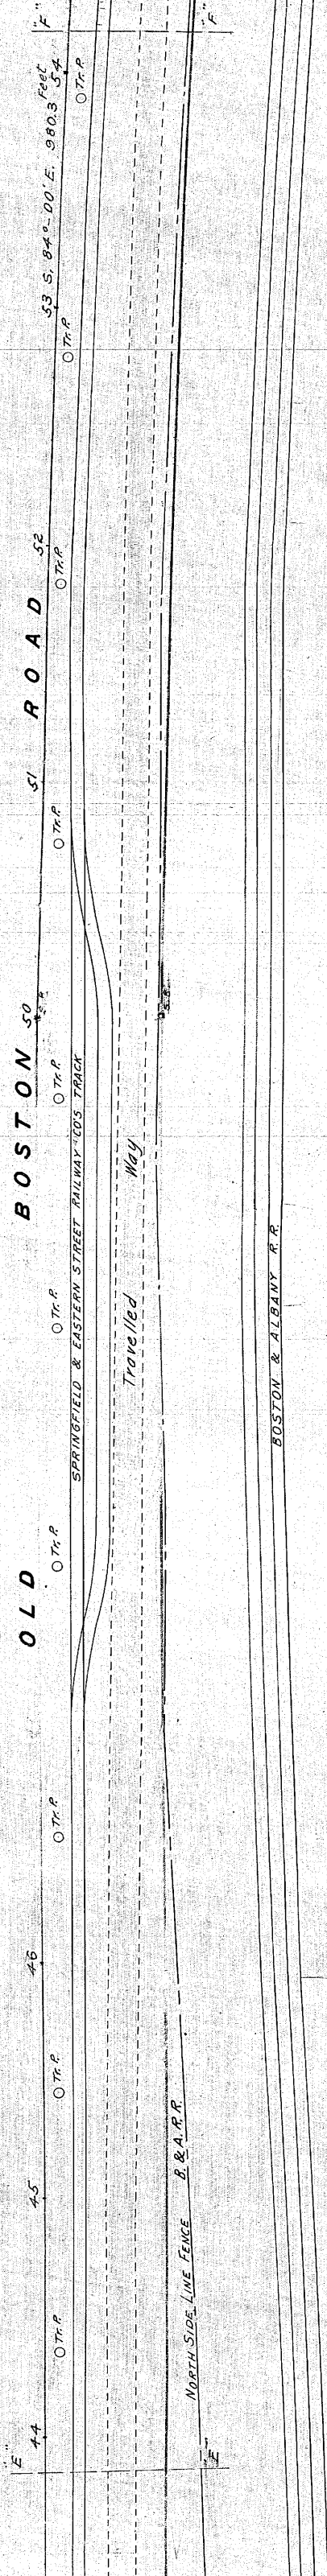 "F" "F"
54
S. 84°-00' E. 980.3 Feet
53
Tr. P.
Tr. P.
52
Tr. P.
51
Tr. P.
50
Tr. P.
Tr. P.
Tr. P.
Tr. P.
46
Tr. P.
45
Tr. P.
44
"E" "E"
OLD BOSTON ROAD
SPRINGFIELD & EASTERN STREET RAILWAY CO'S TRACK
Travelled Way
NORTH SIDE LINE FENCE B. & A. R. R.
BOSTON & ALBANY R. R.